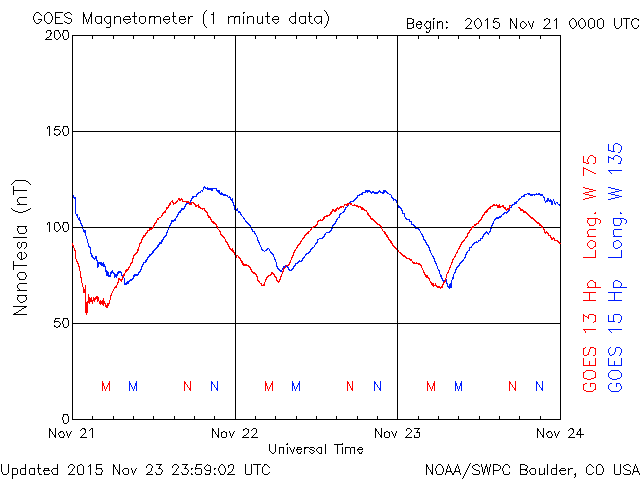 GOES Magnetometer (1 minute data)
Begin: 2015 Nov 21 0000 UTC
200
150
100
50
0
NanoTesla (nT)
M M N N M M N N M M N N
Nov 21 Nov 22 Nov 23 Nov 24
Universal Time
GOES 13 Hp Long. W 75
GOES 15 Hp Long. W 135
Updated 2015 Nov 23 23:59:02 UTC
NOAA/SWPC Boulder, CO USA